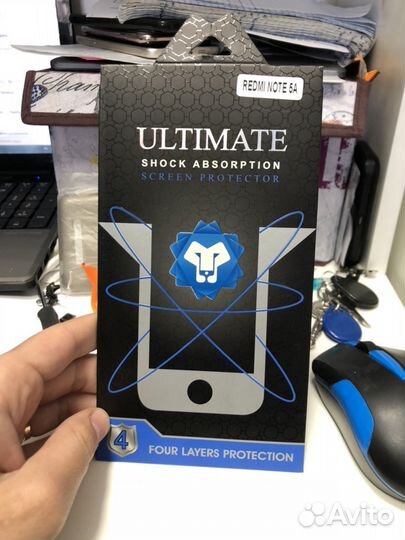 REDMI NOTE 5A
ULTIMATE
SHOCK ABSORPTION
SCREEN PROTECTOR
4
FOUR LAYERS PROTECTION
Avito